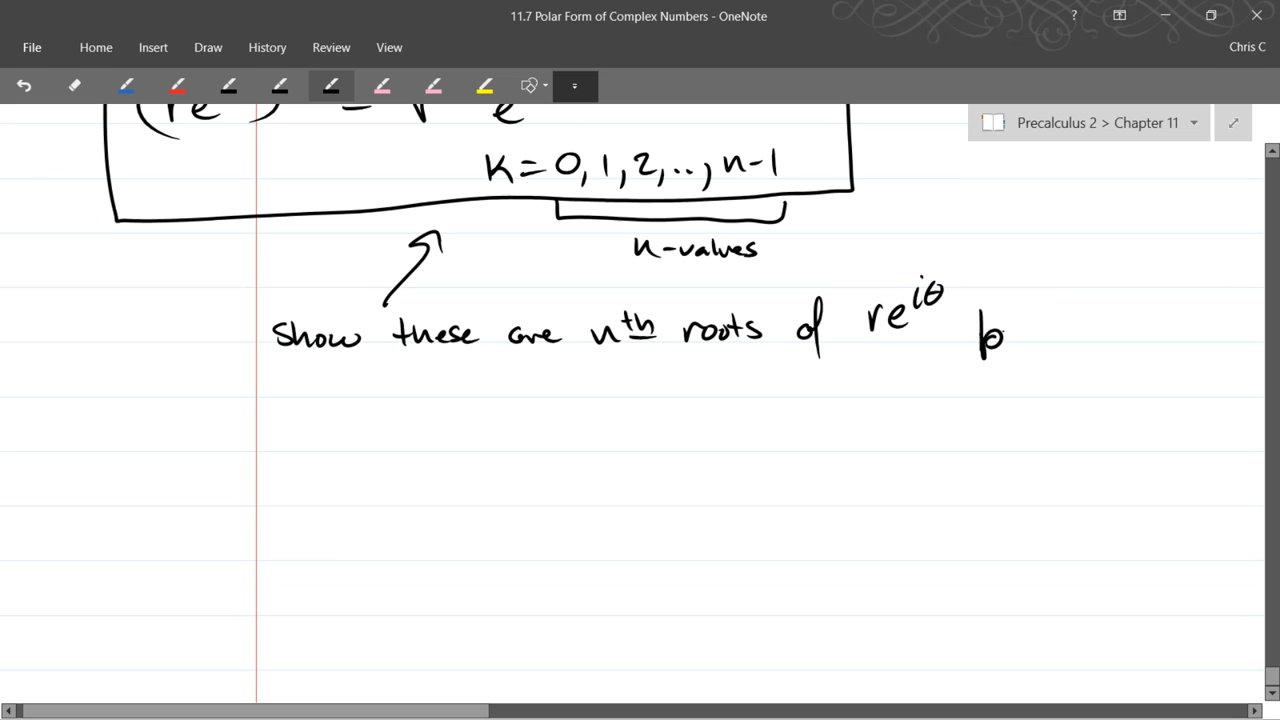 11.7 Polar Form of Complex Numbers - OneNote
?
File Home Insert Draw History Review View Chris C
Precalculus 2 > Chapter 11
(re ) = r e
K = 0, 1, 2, .., n-1
n-values
Show these are nth roots of re^iθ b